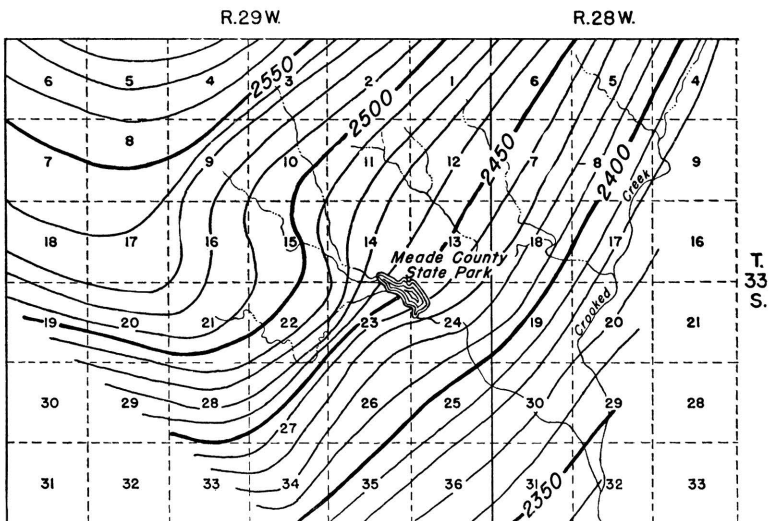 R.29W. R.28W.
6 5 4 3 2 1 6 5 4
2550
2500
8
7 9 10 11 12 2450 7 8 2400 9
Creek
18 17 16 15 14 13 18 17 16
Meade County
State Park
T.
33
S.
19 20 21 22 23 24 19 20 21
Crooked
30 29 28 26 25 30 29 28
27
31 32 33 34 35 36 31 32 33
2350